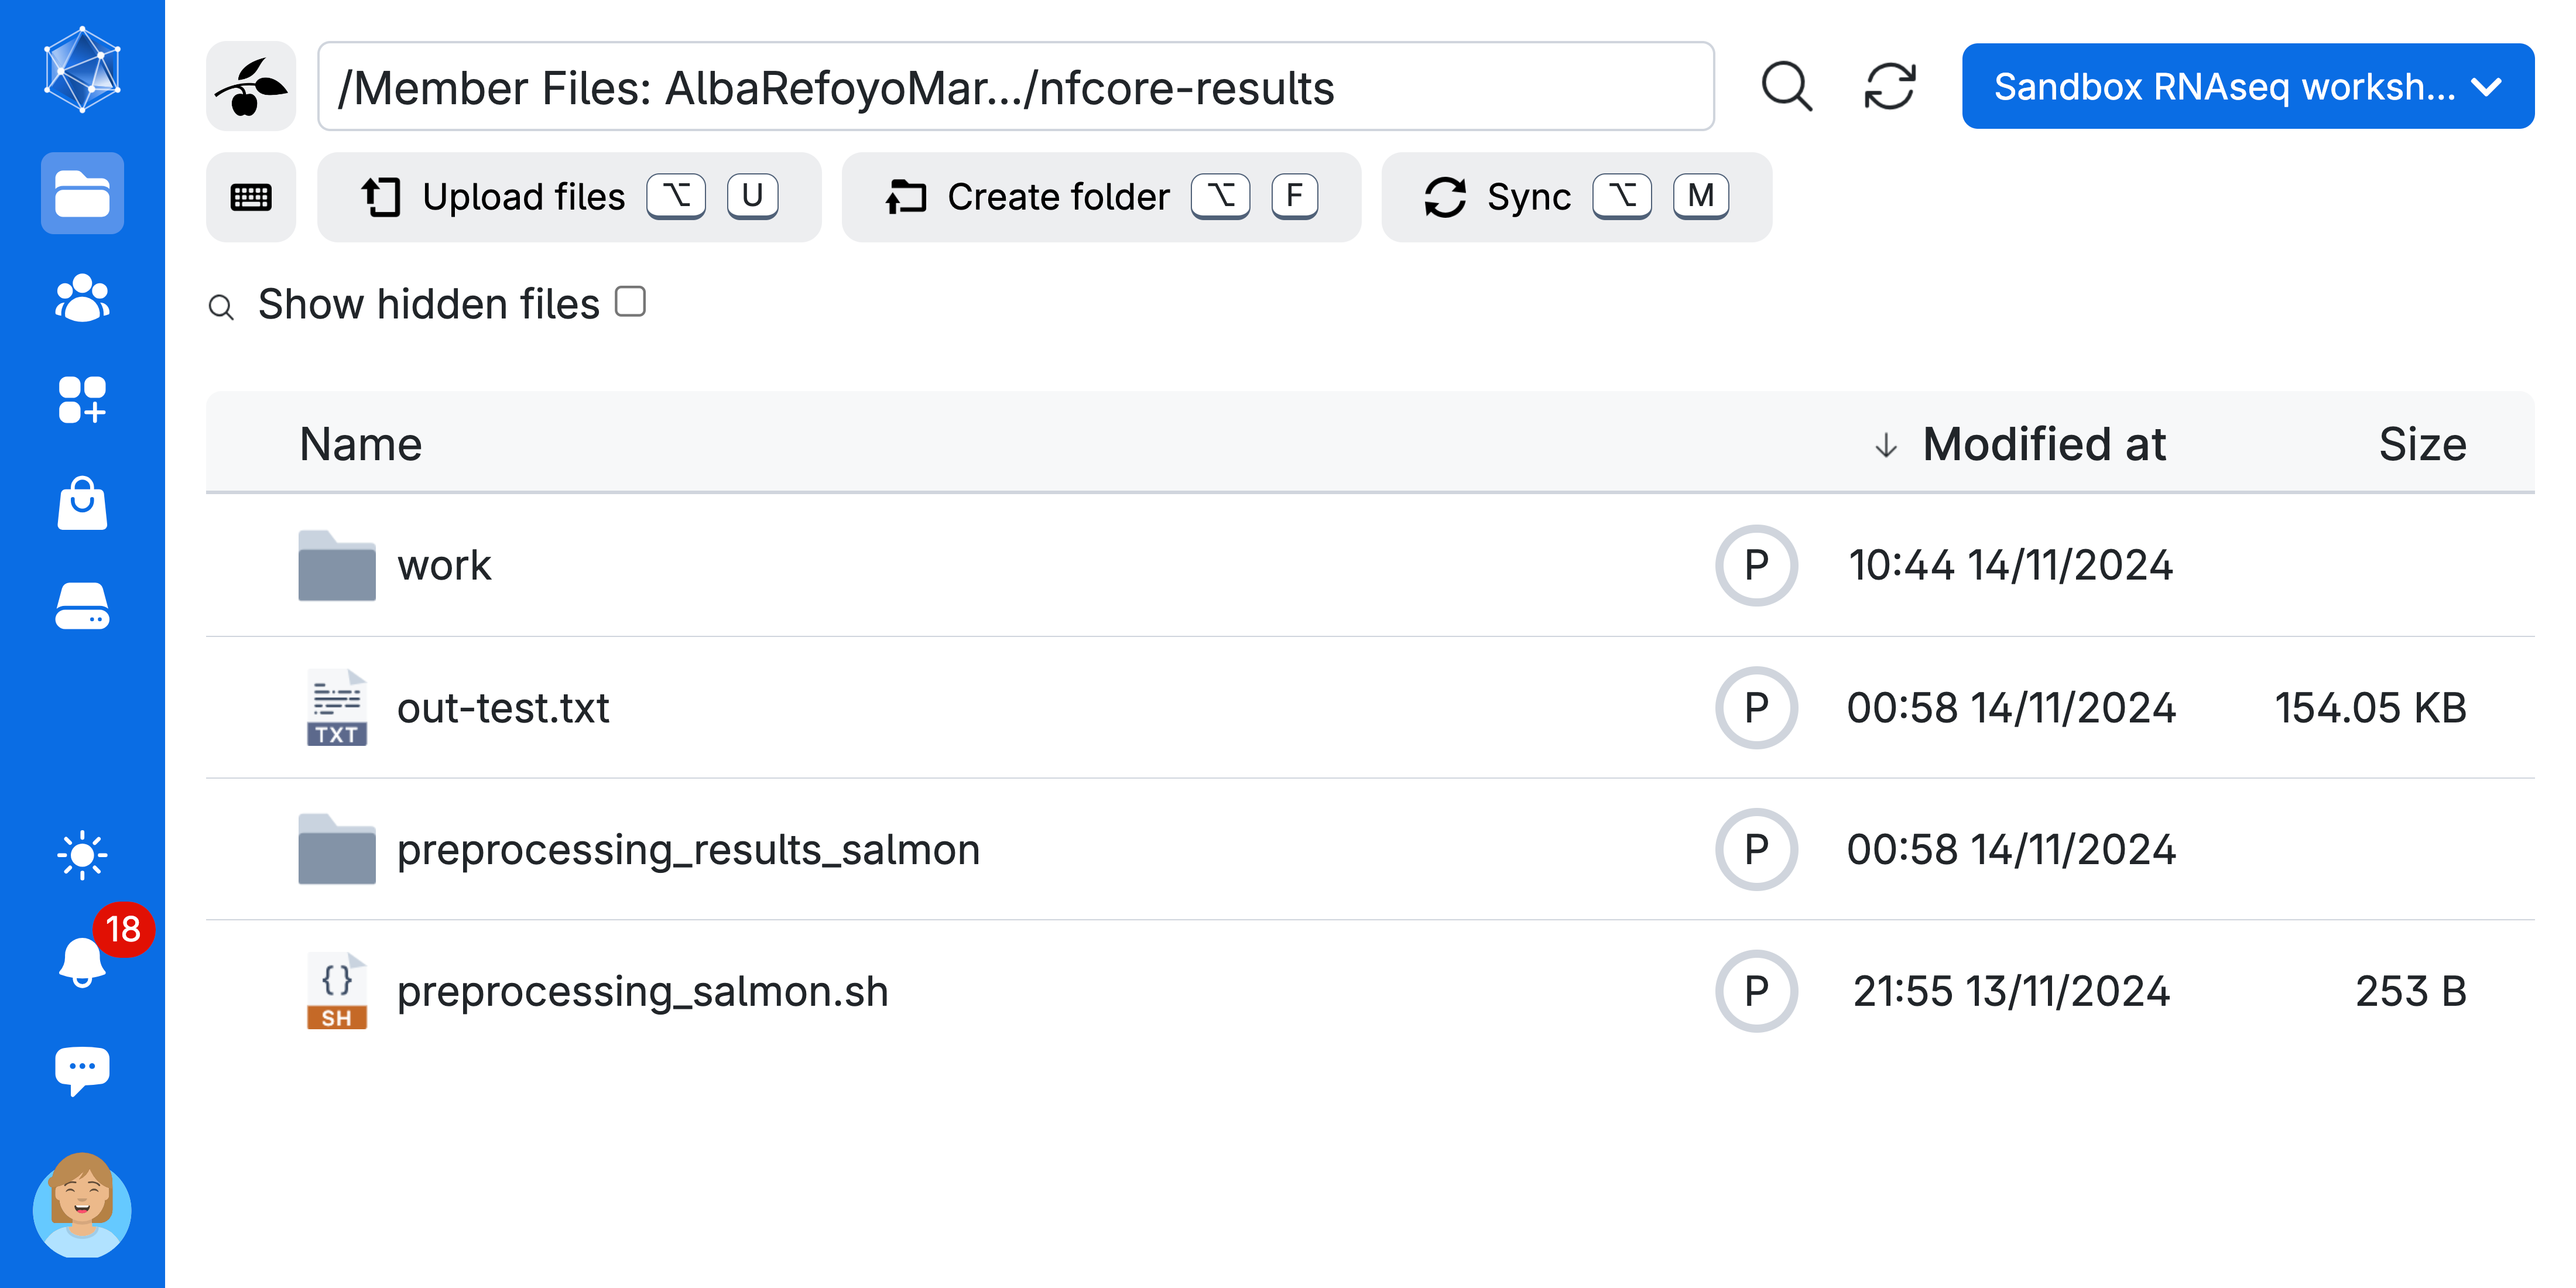 /Member Files: AlbaRefoyoMar.../nfcore-results
Sandbox RNAseq worksh...
Upload files ⌥ U
Create folder ⌥ F
Sync ⌥ M
Show hidden files
Name ↓ Modified at Size
work P 10:44 14/11/2024
TXT out-test.txt P 00:58 14/11/2024 154.05 KB
preprocessing_results_salmon P 00:58 14/11/2024
{} SH preprocessing_salmon.sh P 21:55 13/11/2024 253 B
18